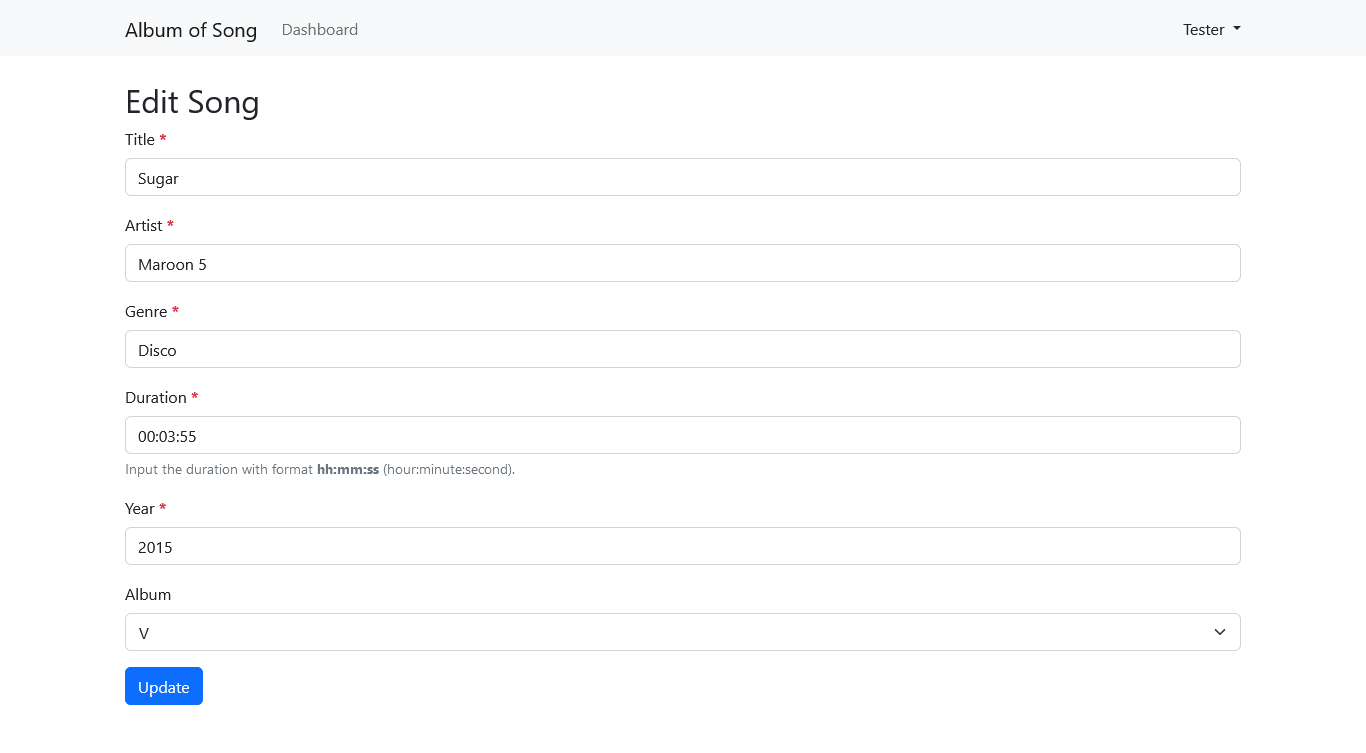 Album of Song Dashboard Tester
Edit Song
Title *
Sugar
Artist *
Maroon 5
Genre *
Disco
Duration *
00:03:55
Input the duration with format hh:mm:ss (hour:minute:second).
Year *
2015
Album
V
Update